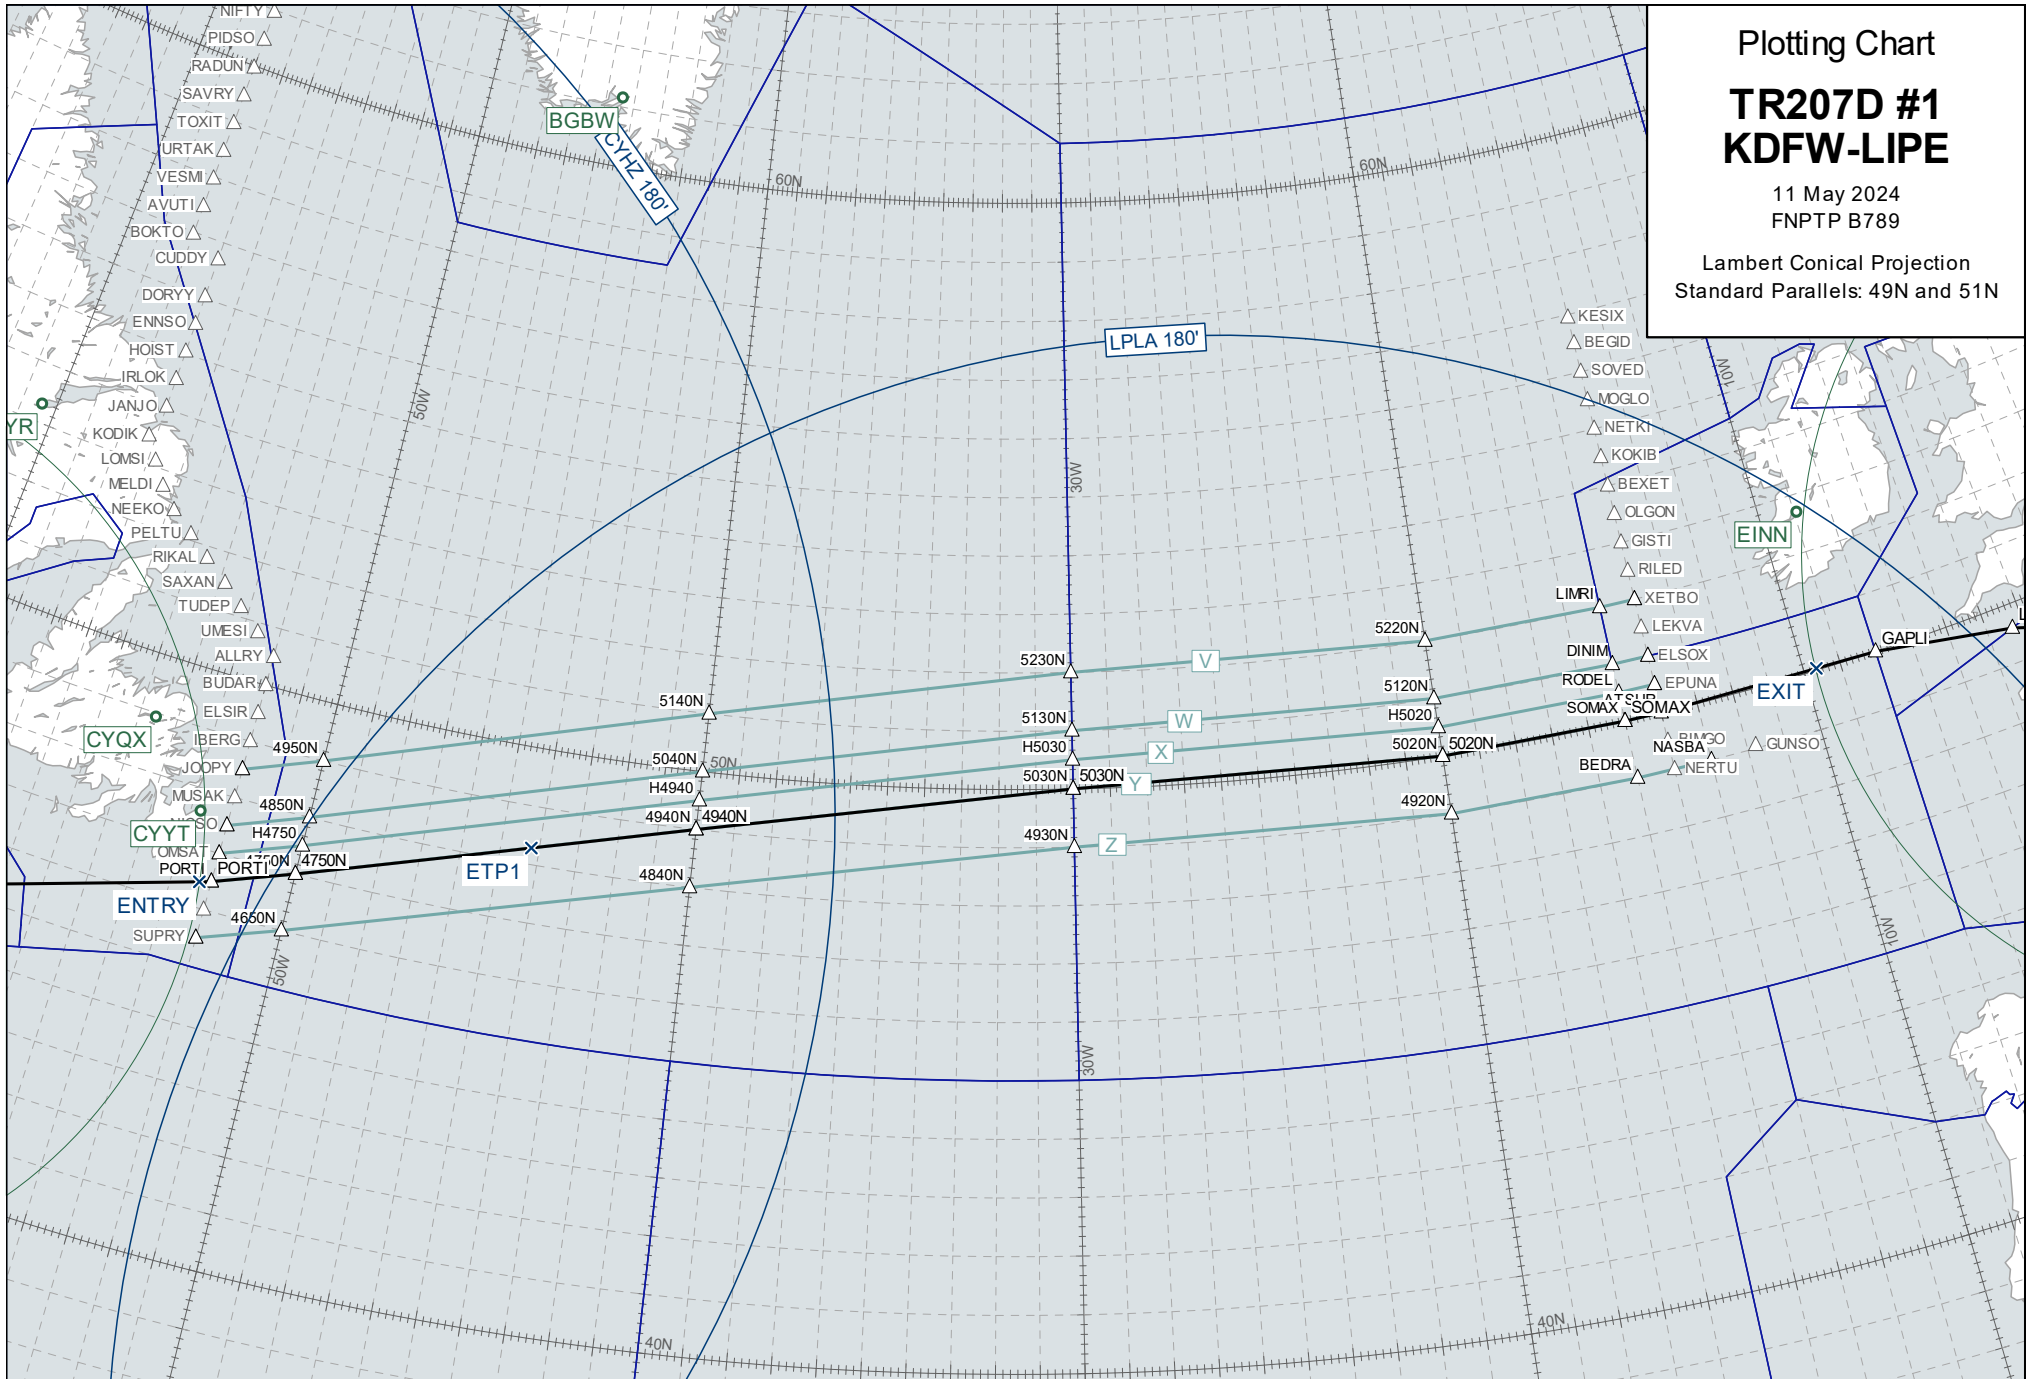 Plotting Chart
TR207D #1
KDFW-LIPE
11 May 2024
FNPTP B789
Lambert Conical Projection
Standard Parallels: 49N and 51N
NIFTY
PIDSO
RADUN
SAVRY
TOXIT
URTAK
VESMI
AVUTI
BOKTO
CUDDY
DORYY
ENNSO
HOIST
IRLOK
JANJO
KODIK
LOMSI
MELDI
NEEKO
PELTU
RIKAL
SAXAN
TUDEP
UMESI
ALLRY
BUDAR
ELSIR
IBERG
JOOPY
MUSAK
OMSAT
PORTI
PORTI
SUPRY
YR
CYQX
CYYT
ENTRY
BGBW
CYHZ 180'
LPLA 180'
60N
60N
50W
50W
30W
30W
10W
10W
50N
40N
40N
4950N
4850N
H4750
4750N
4650N
ETP1
5140N
5040N
H4940
4940N
4940N
4840N
5230N
5130N
H5030
5030N
5030N
4930N
V
W
X
Y
Z
5220N
5120N
H5020
5020N
5020N
4920N
KESIX
BEGID
SOVED
MOGLO
NETKI
KOKIB
BEXET
OLGON
GISTI
RILED
LIMRI
XETBO
LEKVA
DINIM
ELSOX
RODEL
EPUNA
SOMAX
SOMAX
NASBA
GUNSO
BEDRA
NERTU
EINN
EXIT
GAPLI